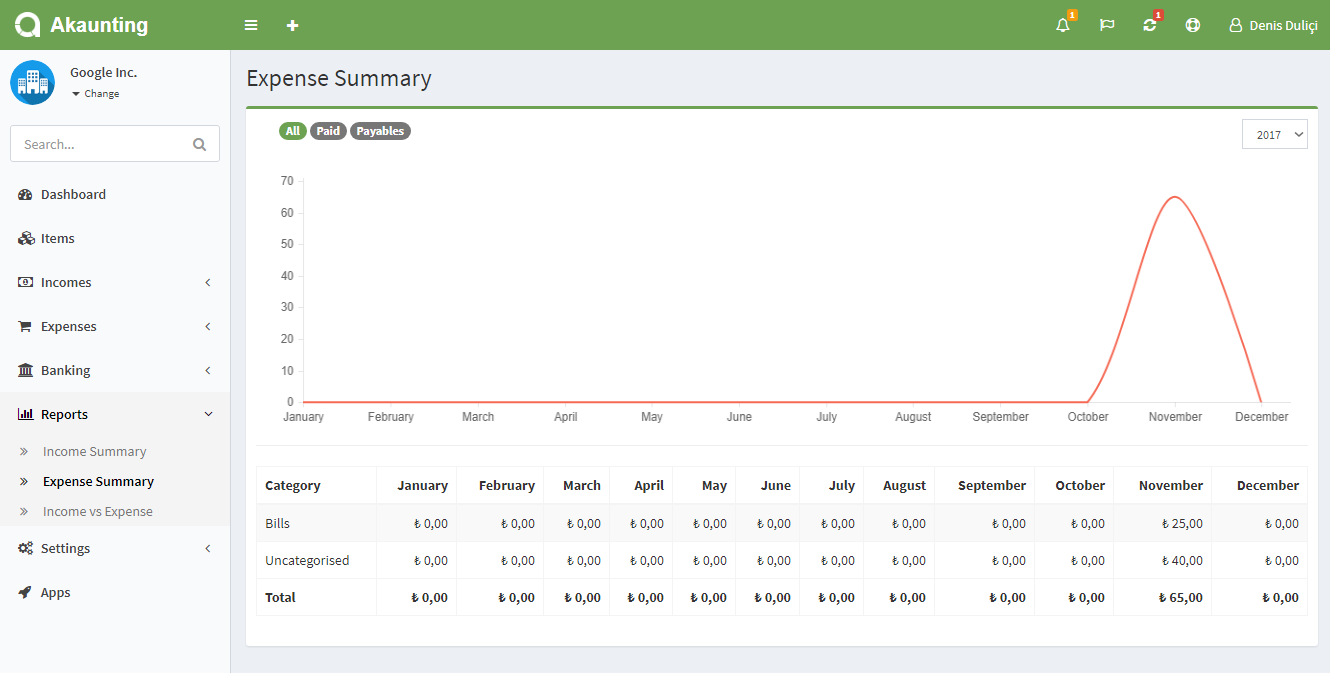 Akaunting
1
1
Denis Duliçi
Google Inc.
Change
Search...
Dashboard
Items
Incomes
Expenses
Banking
Reports
Income Summary
Expense Summary
Income vs Expense
Settings
Apps
Expense Summary
All Paid Payables
2017
70
60
50
40
30
20
10
0
January February March April May June July August September October November December
Category January February March April May June July August September October November December
Bills ₺ 0,00 ₺ 0,00 ₺ 0,00 ₺ 0,00 ₺ 0,00 ₺ 0,00 ₺ 0,00 ₺ 0,00 ₺ 0,00 ₺ 0,00 ₺ 25,00 ₺ 0,00
Uncategorised ₺ 0,00 ₺ 0,00 ₺ 0,00 ₺ 0,00 ₺ 0,00 ₺ 0,00 ₺ 0,00 ₺ 0,00 ₺ 0,00 ₺ 0,00 ₺ 40,00 ₺ 0,00
Total ₺ 0,00 ₺ 0,00 ₺ 0,00 ₺ 0,00 ₺ 0,00 ₺ 0,00 ₺ 0,00 ₺ 0,00 ₺ 0,00 ₺ 0,00 ₺ 65,00 ₺ 0,00